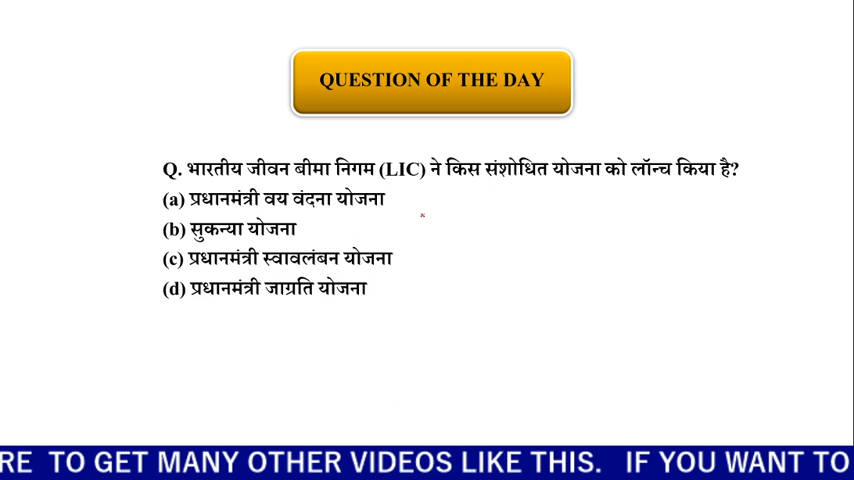 QUESTION OF THE DAY
Q. भारतीय जीवन बीमा निगम (LIC) ने किस संशोधित योजना को लॉन्च किया है?
(a) प्रधानमंत्री वय वंदना योजना
(b) सुकन्या योजना
(c) प्रधानमंत्री स्वावलंबन योजना
(d) प्रधानमंत्री जाग्रति योजना
RE TO GET MANY OTHER VIDEOS LIKE THIS. IF YOU WANT TO